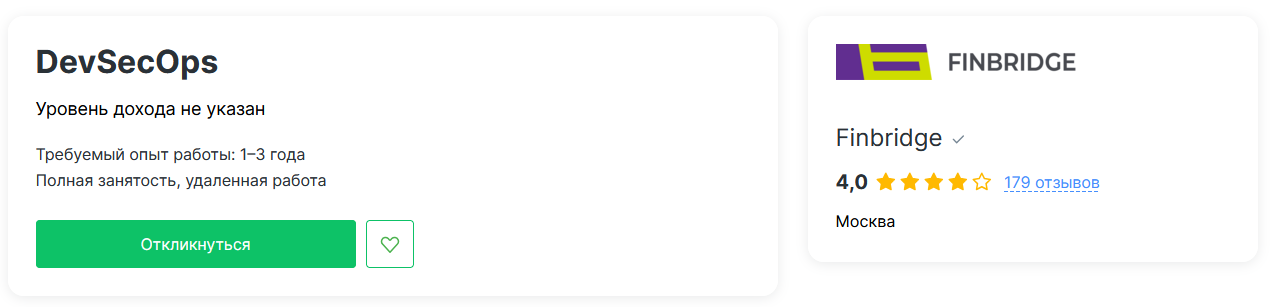 DevSecOps
Уровень дохода не указан
Требуемый опыт работы: 1–3 года
Полная занятость, удаленная работа
Откликнуться
FINBRIDGE
Finbridge
4,0 179 отзывов
Москва